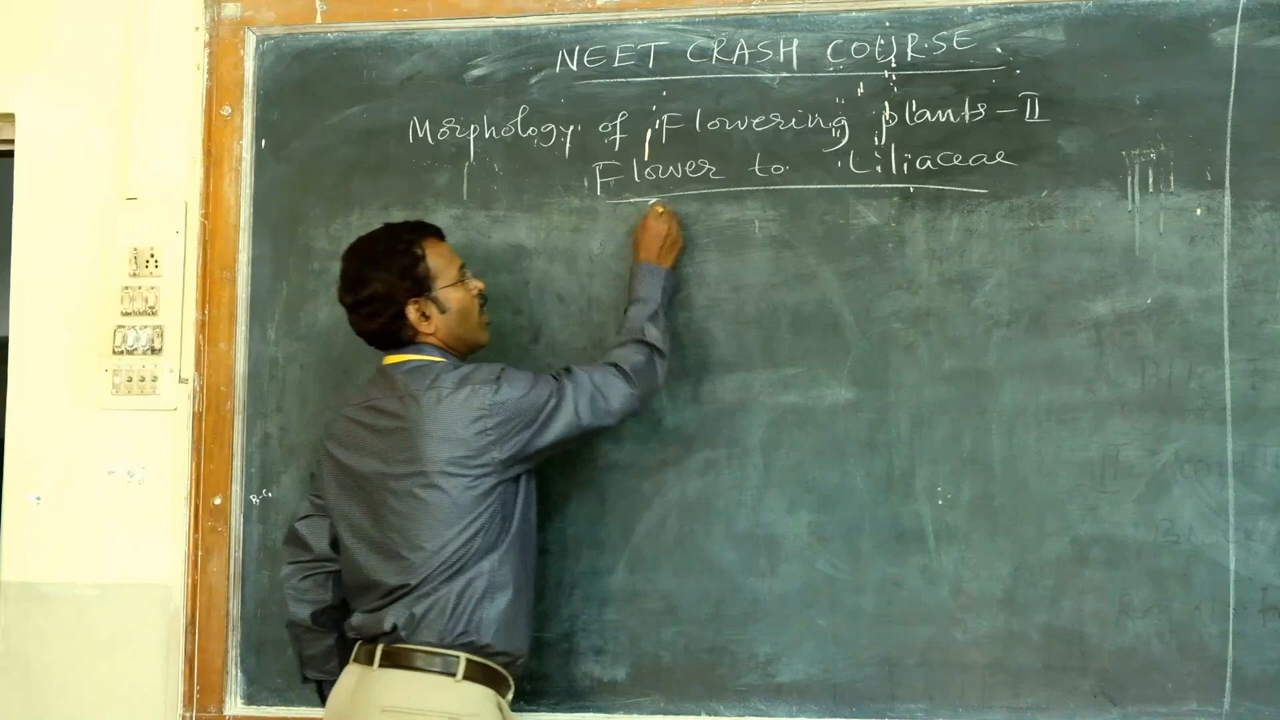 NEET CRASH COURSE
Morphology of Flowering plants - II
Flower to Liliaceae